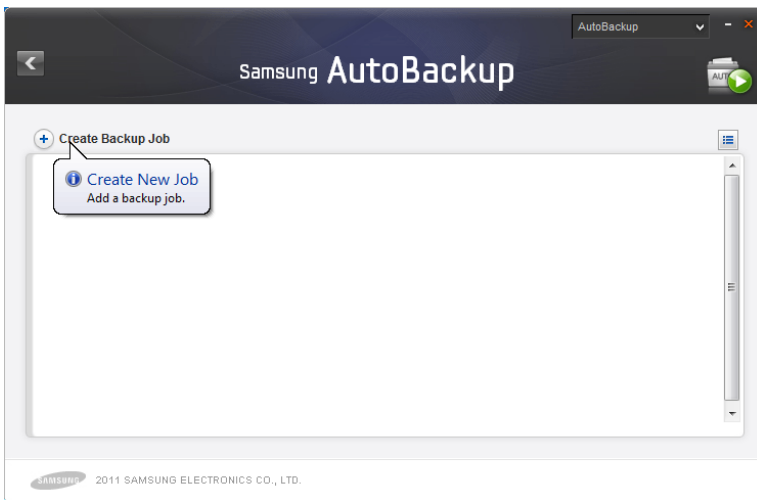 AutoBackup
Samsung AutoBackup
AUTO
Create Backup Job
Create New Job
Add a backup job.
SAMSUNG 2011 SAMSUNG ELECTRONICS CO., LTD.